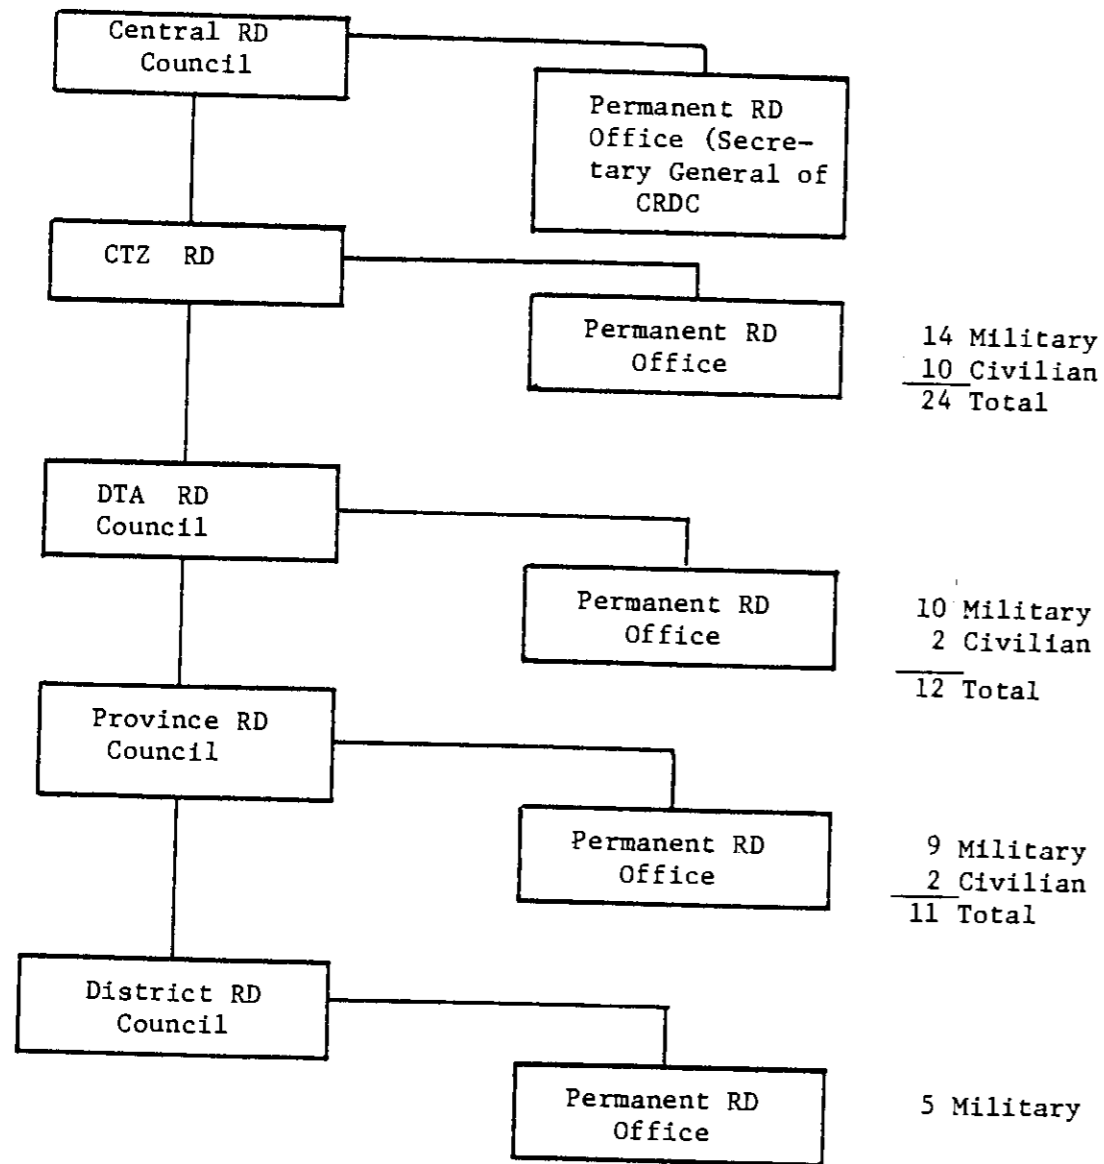 Central RD
Council
Permanent RD
Office (Secre-
tary General of
CRDC
CTZ RD
Permanent RD
Office
14 Military
10 Civilian
24 Total
DTA RD
Council
Permanent RD
Office
10 Military
2 Civilian
12 Total
Province RD
Council
Permanent RD
Office
9 Military
2 Civilian
11 Total
District RD
Council
Permanent RD
Office
5 Military